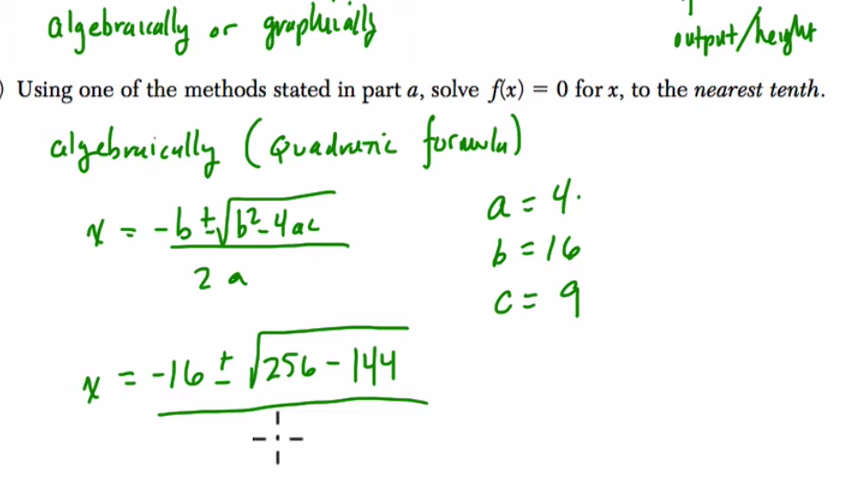 algebraically or graphically
output/height
) Using one of the methods stated in part a, solve f(x) = 0 for x, to the nearest tenth.
algebraically (Quadratic formula)
x = -b ± √b² - 4ac
2a
a = 4.
b = 16
c = 9
x = -16 ± √256 - 144